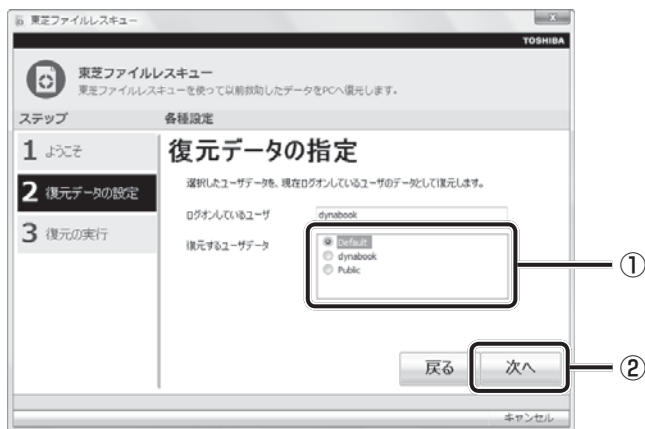 東芝ファイルレスキュー
TOSHIBA
東芝ファイルレスキュー
東芝ファイルレスキューを使って以前救助したデータをPCへ復元します。
ステップ
各種設定
1 ようこそ
2 復元データの設定
3 復元の実行
復元データの指定
選択したユーザデータを、現在ログオンしているユーザのデータとして復元します。
ログオンしているユーザ
dynabook
復元するユーザデータ
Default
dynabook
Public
①
戻る
次へ
②
キャンセル